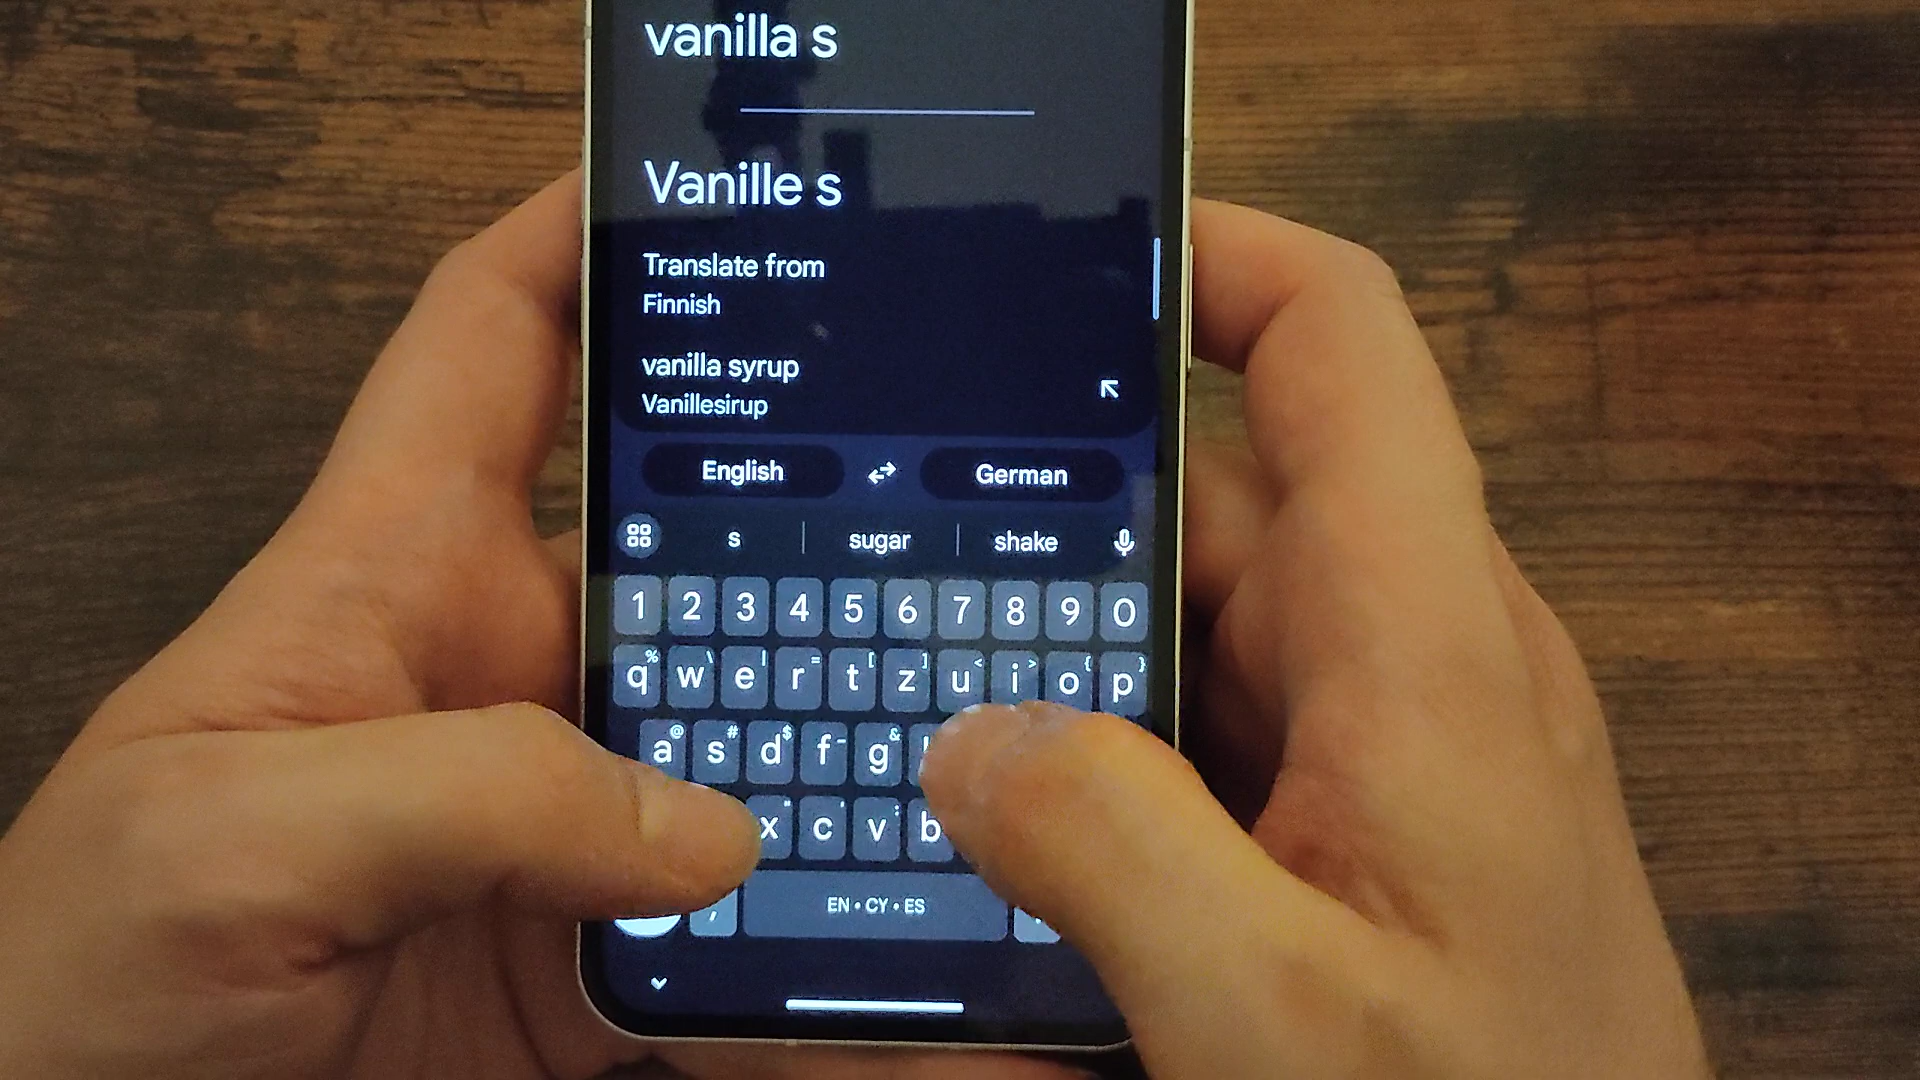 vanilla s
Vanille s
Translate from
Finnish
vanilla syrup
Vanillesirup
English German
s sugar shake
1 2 3 4 5 6 7 8 9 0
% \ | = [ ] < > { }
q w e r t z u i o p
@ # $ - &
a s d f g
" ' :
x c v b
, EN • CY • ES